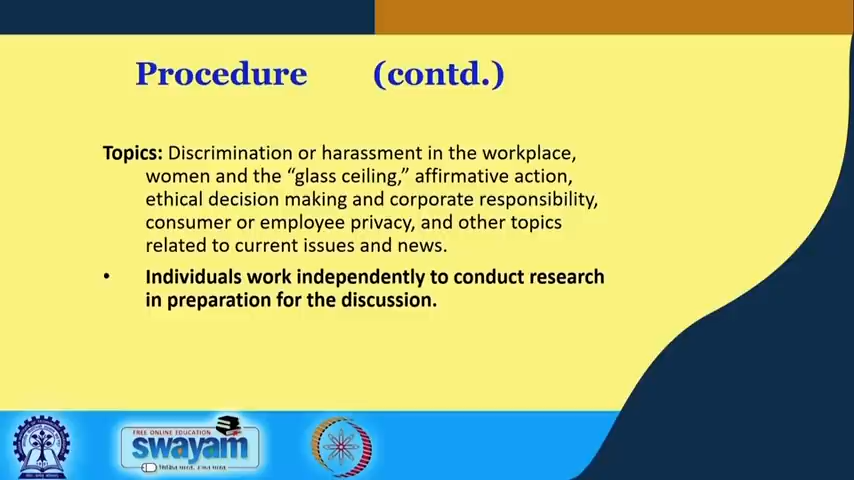 Procedure (contd.)
Topics: Discrimination or harassment in the workplace,
women and the “glass ceiling,” affirmative action,
ethical decision making and corporate responsibility,
consumer or employee privacy, and other topics
related to current issues and news.
• Individuals work independently to conduct research
in preparation for the discussion.
FREE ONLINE EDUCATION
swayam